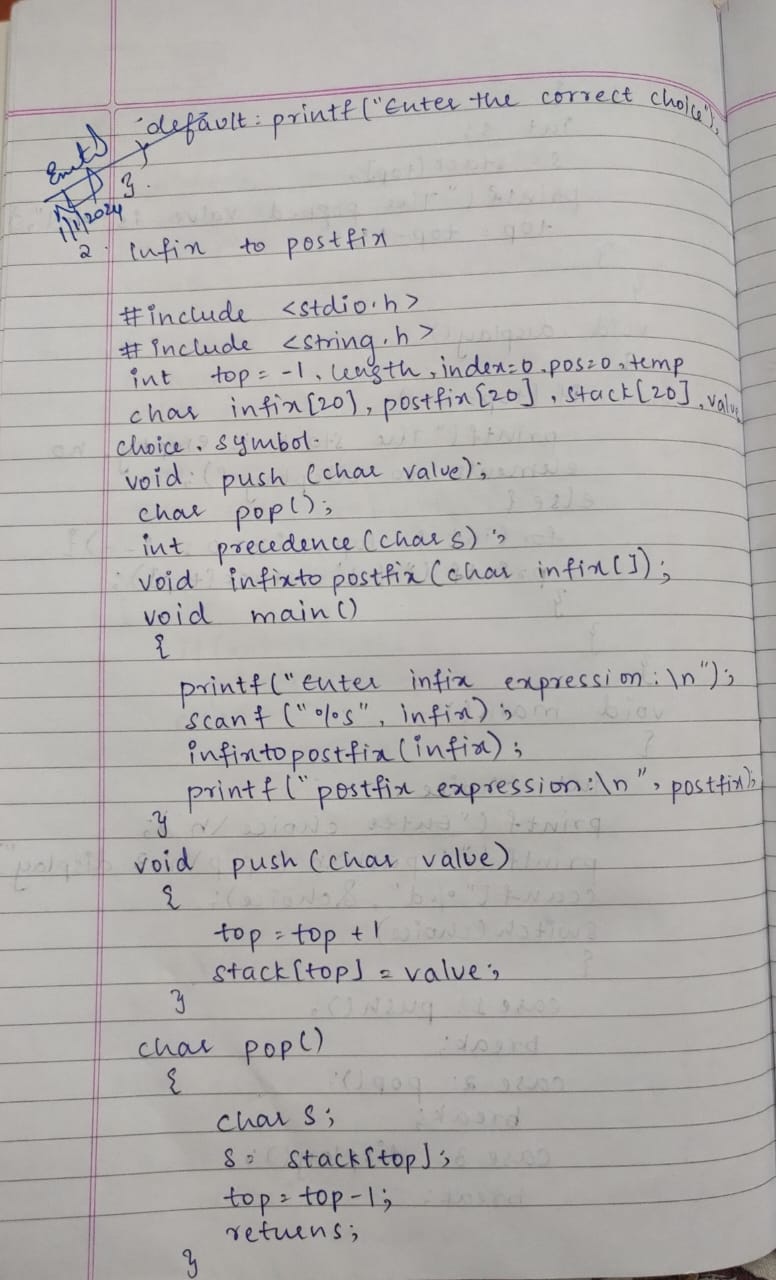 default: printf("Enter the correct choice");
}
}.
1/1/2024
2. Infix to postfix
#include <stdio.h>
#include <string.h>
int top = -1, length, index=0, pos=0, temp
char infix[20], postfix[20], stack[20], value,
choice, symbol.
void push (char value);
char pop();
int precedence (char s);
void infixto postfix (char infix[]);
void main()
{
printf("Enter infix expression:\n");
scanf ("%s", infix);
infixtopostfix (infix);
printf ("postfix expression:\n", postfix);
}
void push (char value)
{
top = top + 1
stack[top] = value;
}
char pop()
{
char s;
s = stack[top];
top = top-1;
returns;
}